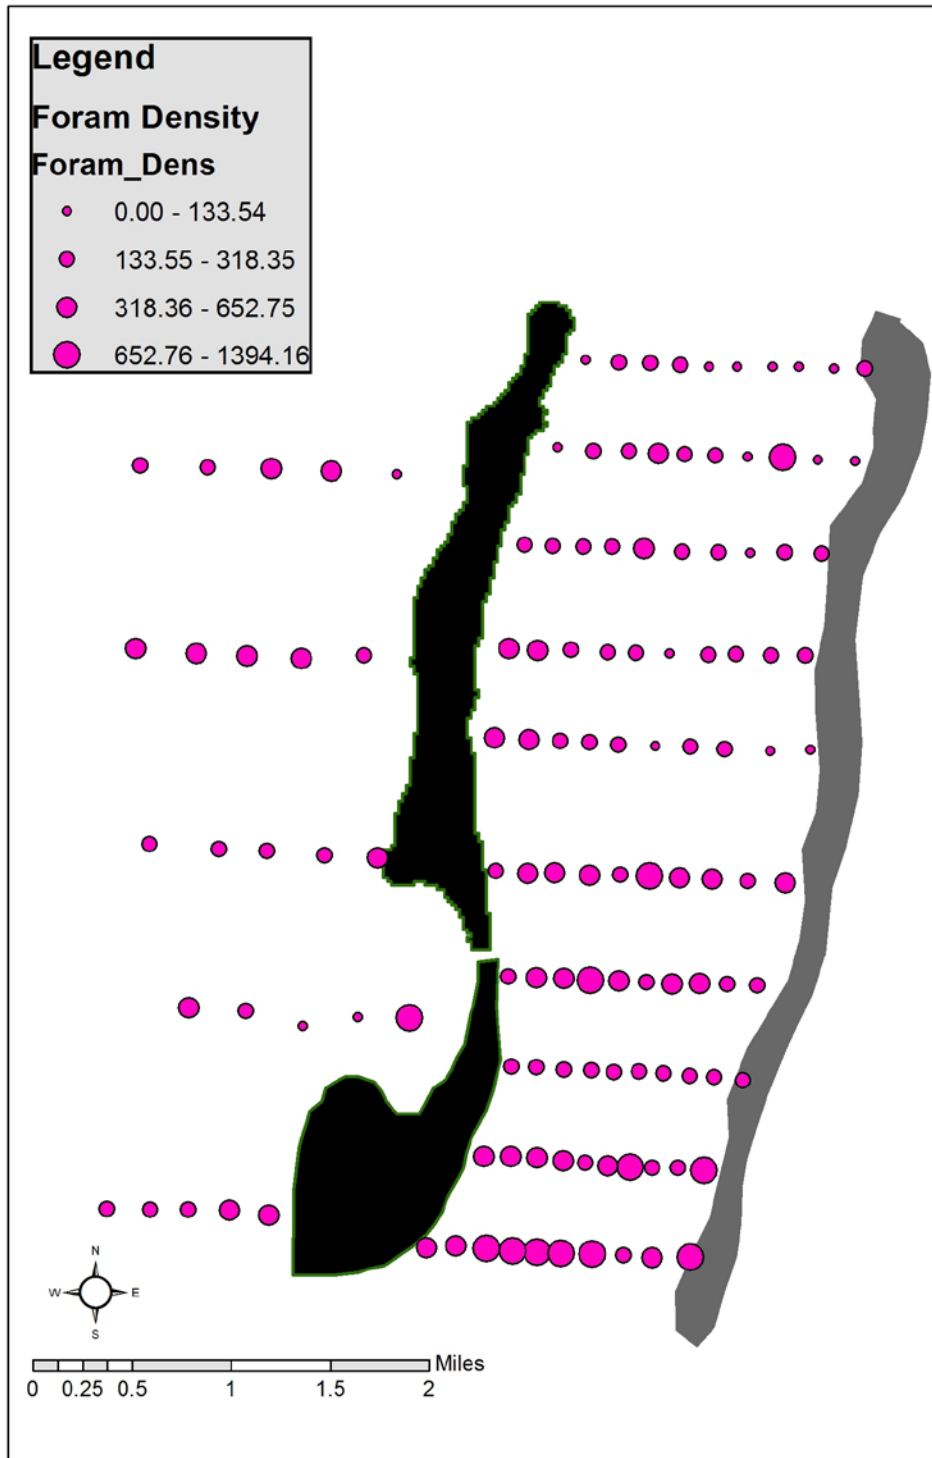 Legend
Foram Density
Foram_Dens
0.00 - 133.54
133.55 - 318.35
318.36 - 652.75
652.76 - 1394.16
N
W E
S
Miles
0 0.25 0.5 1 1.5 2